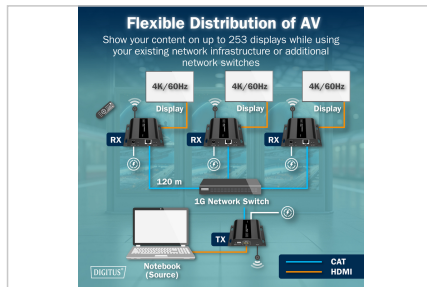 Flexible Distribution of AV
Show your content on up to 253 displays while using
your existing network infrastructure or additional
network switches
4K/60Hz
4K/60Hz
4K/60Hz
Display
Display
Display
RX
RX
RX
120 m
1G Network Switch
TX
Notebook
(Source)
DIGITUS®
CAT
HDMI